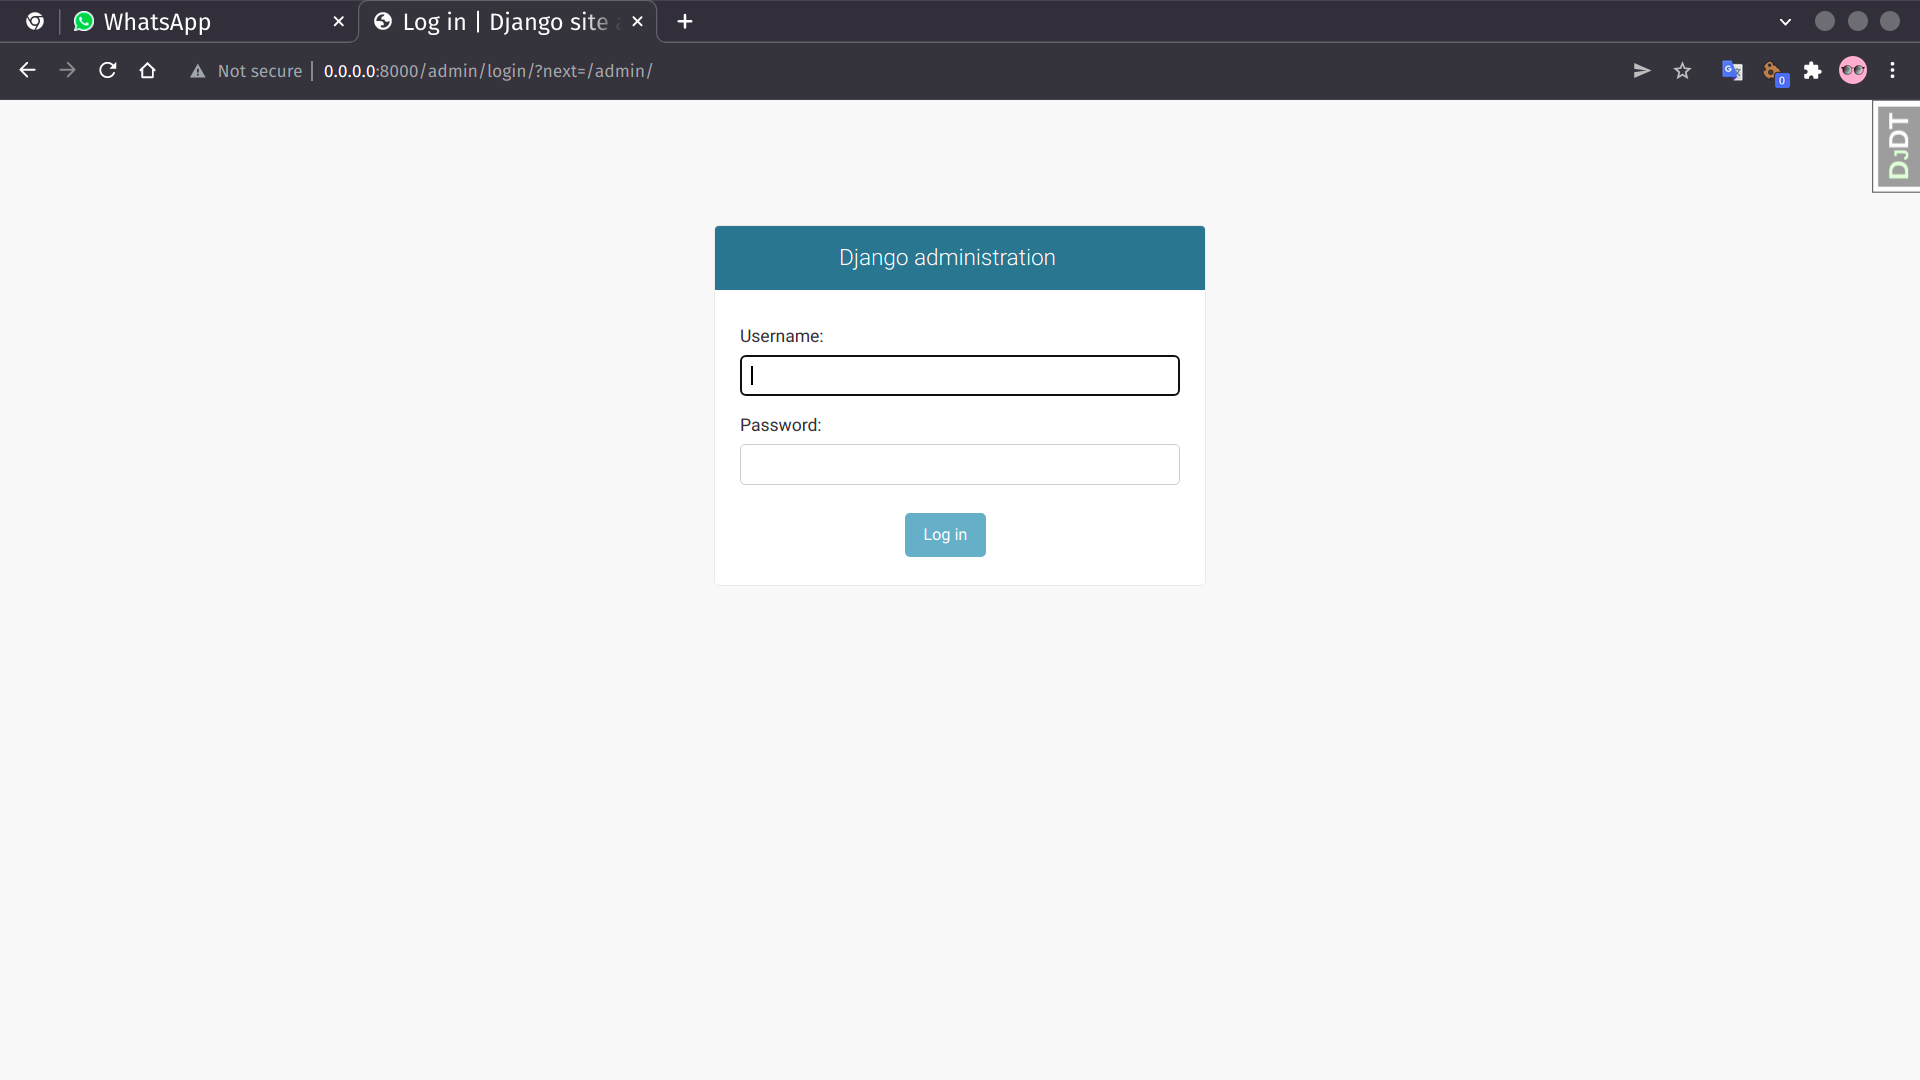 WhatsApp
Log in | Django site
Not secure | 0.0.0.0:8000/admin/login/?next=/admin/
0
DJDT
Django administration
Username:
Password:
Log in